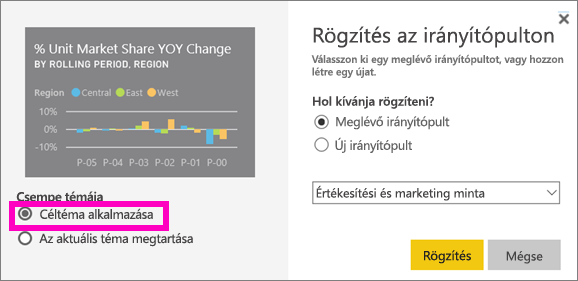 % Unit Market Share YOY Change
BY ROLLING PERIOD, REGION
Region Central East West
10%
0%
-10%
P-05 P-04 P-03 P-02 P-01 P-00
Csempe témája
Céltéma alkalmazása
Az aktuális téma megtartása
Rögzítés az irányítópulton
Válasszon ki egy meglévő irányítópultot, vagy hozzon
létre egy újat.
Hol kívánja rögzíteni?
Meglévő irányítópult
Új irányítópult
Értékesítési és marketing minta
Rögzítés Mégse